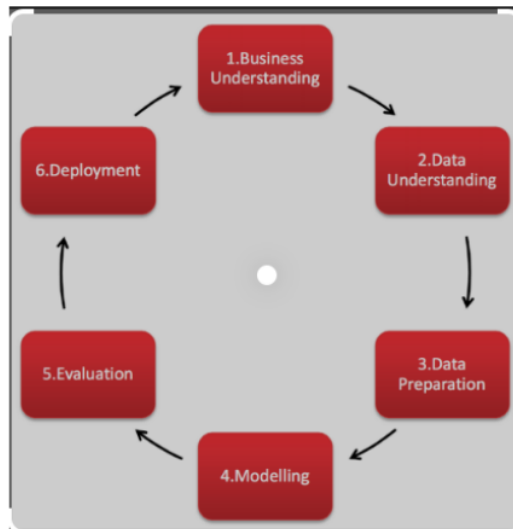 1.Business
Understanding
2.Data
Understanding
3.Data
Preparation
4.Modelling
5.Evaluation
6.Deployment